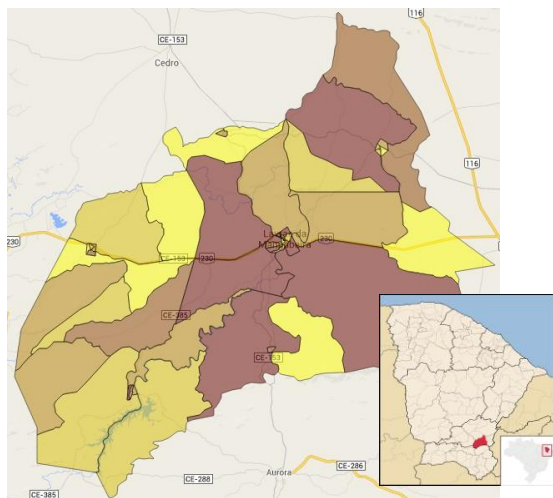 116
CE-153
Cedro
116
230
Lavras da
Mangabeira
230
CE-153
230
CE-385
CE-153
Aurora
CE-286
CE-288
CE-385